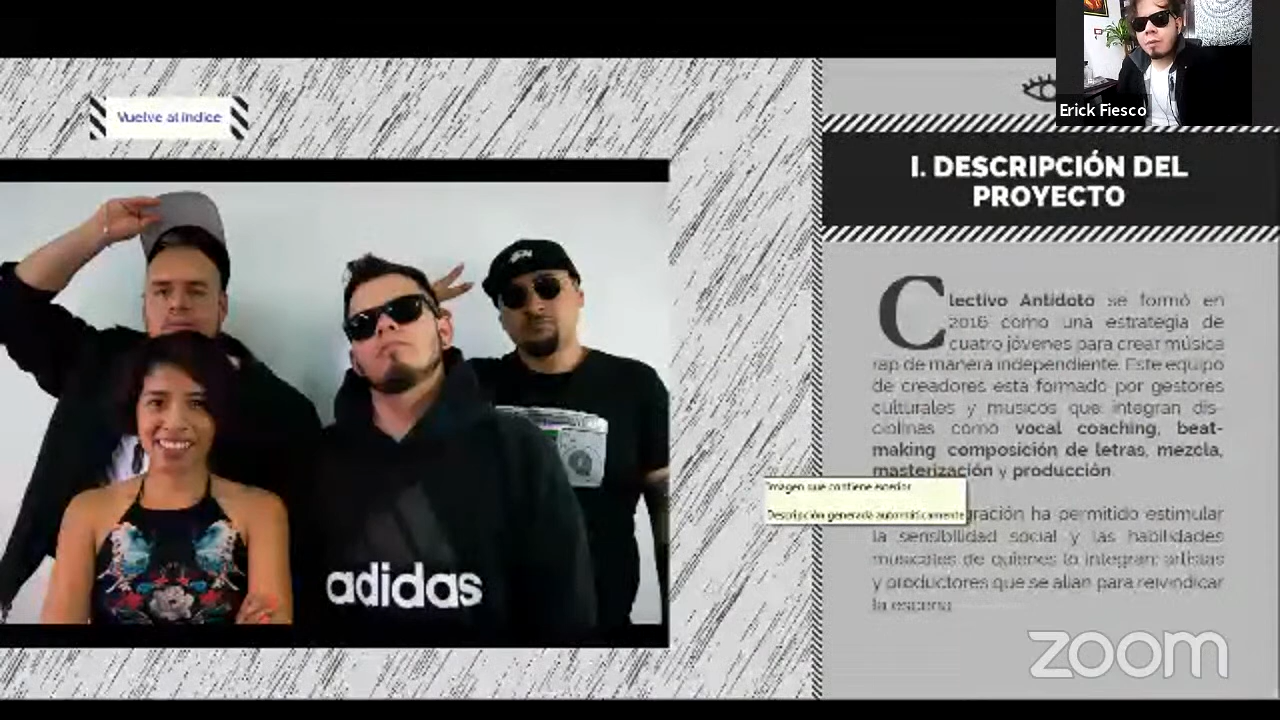 Erick Fiesco
Vuelve al índice
I. DESCRIPCIÓN DEL
PROYECTO
Clectivo Antídoto se formó en
2016 como una estrategia de
cuatro jóvenes para crear música
rap de manera independiente. Este equipo
de creadores está formado por gestores
culturales y músicos que integran dis-
ciplinas como vocal coaching, beat-
making composición de letras, mezcla,
masterización y producción.
Imagen que contiene exterior
Descripción generada automáticamente
gración ha permitido estimular
la sensibilidad social y las habilidades
musicales de quienes lo integran: artistas
y productores que se alían para reivindicar
la escena
adidas
zoom